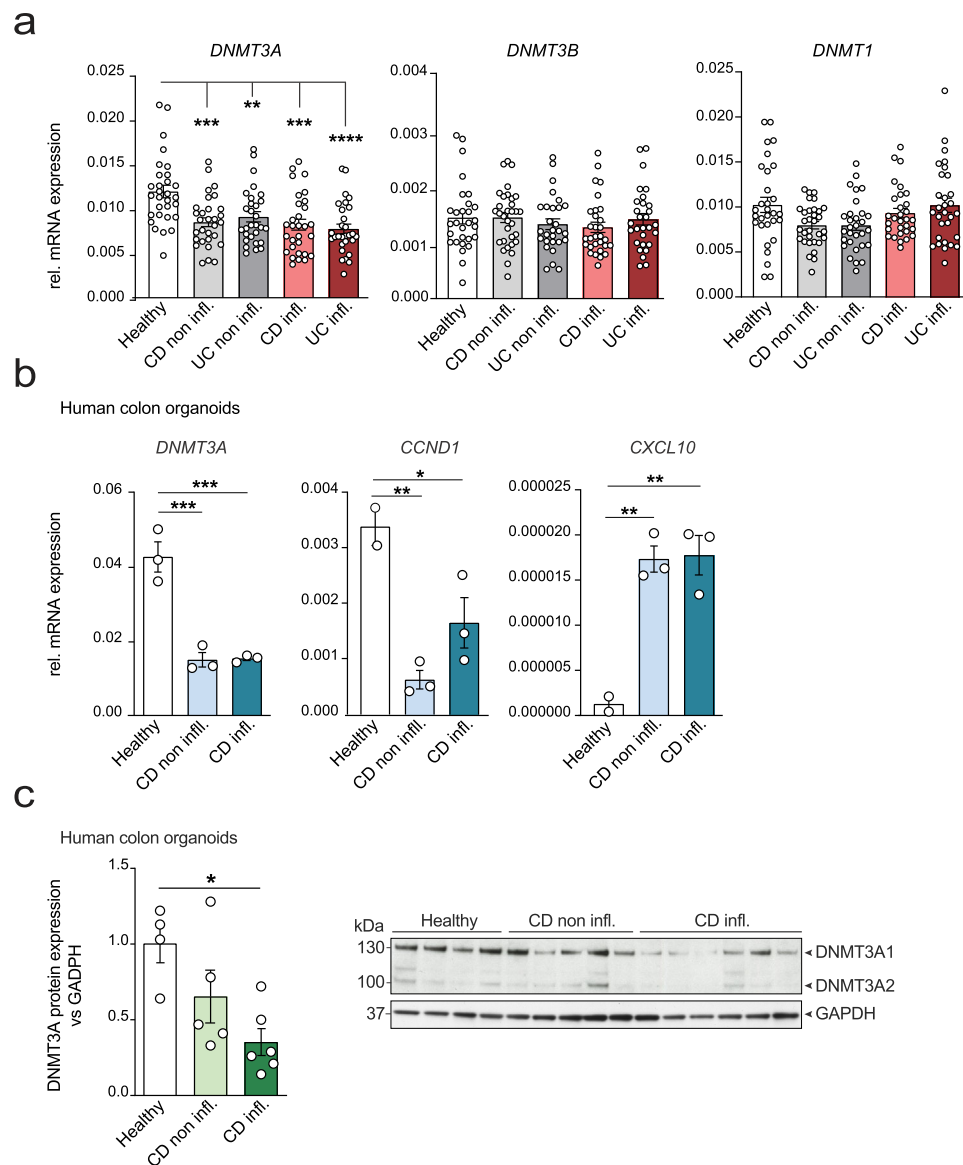 a
DNMT3A
DNMT3B
DNMT1
rel. mRNA expression
0.025
0.020
0.015
0.010
0.005
0.000
*** ** *** ****
Healthy
CD non infl.
UC non infl.
CD infl.
UC infl.
0.004
0.003
0.002
0.001
0.000
Healthy
CD non infl.
UC non infl.
CD infl.
UC infl.
0.025
0.020
0.015
0.010
0.005
0.000
Healthy
CD non infl.
UC non infl.
CD infl.
UC infl.
b
Human colon organoids
DNMT3A
CCND1
CXCL10
rel. mRNA expression
0.06
0.04
0.02
0.00
***
***
Healthy
CD non infl.
CD infl.
0.004
0.003
0.002
0.001
0.000
*
**
Healthy
CD non infl.
CD infl.
0.000025
0.000020
0.000015
0.000010
0.000005
0.000000
**
**
Healthy
CD non infl.
CD infl.
c
Human colon organoids
DNMT3A protein expression
vs GADPH
1.5
1.0
0.5
0.0
*
Healthy
CD non infl.
CD infl.
kDa
Healthy
CD non infl.
CD infl.
130
DNMT3A1
100
DNMT3A2
37
GAPDH